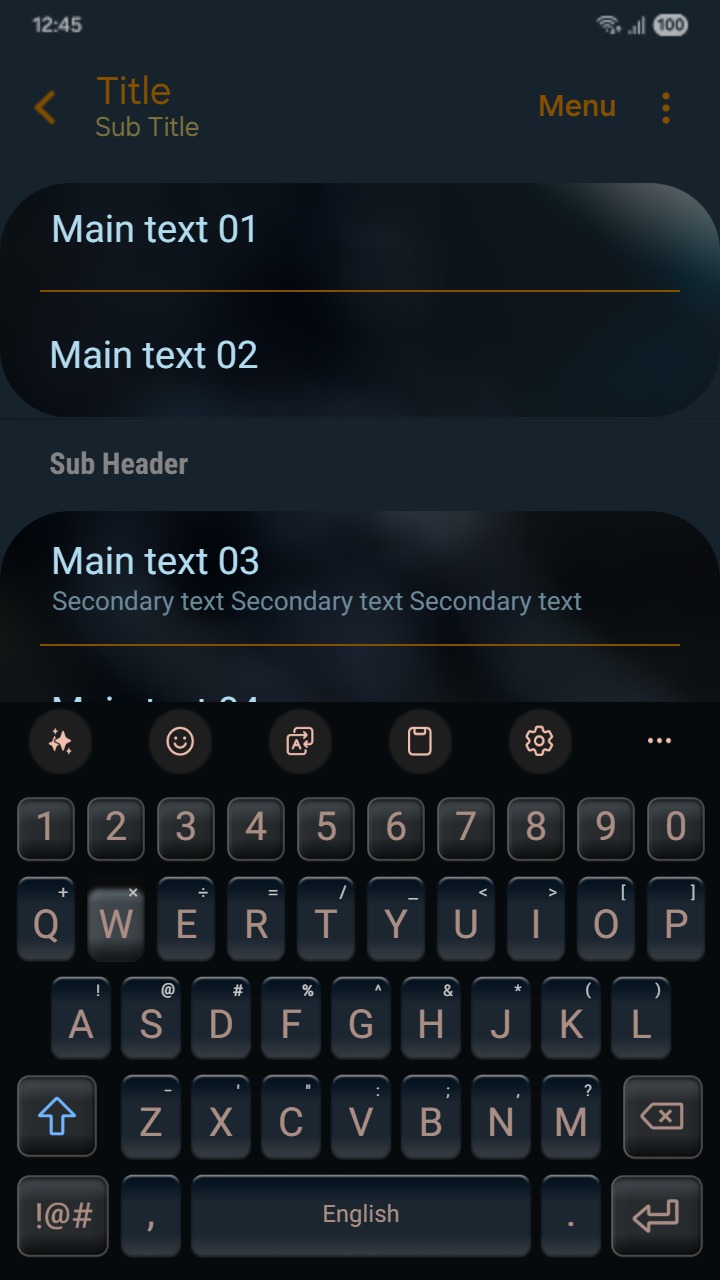 12:45 100
Title
Sub Title
Menu
Main text 01
Main text 02
Sub Header
Main text 03
Secondary text Secondary text Secondary text
1 2 3 4 5 6 7 8 9 0
+ × ÷ = / _ < > [ ]
Q W E R T Y U I O P
! @ # % ^ & * ( )
A S D F G H J K L
- ' " : ; , ?
Z X C V B N M
!@# , English .